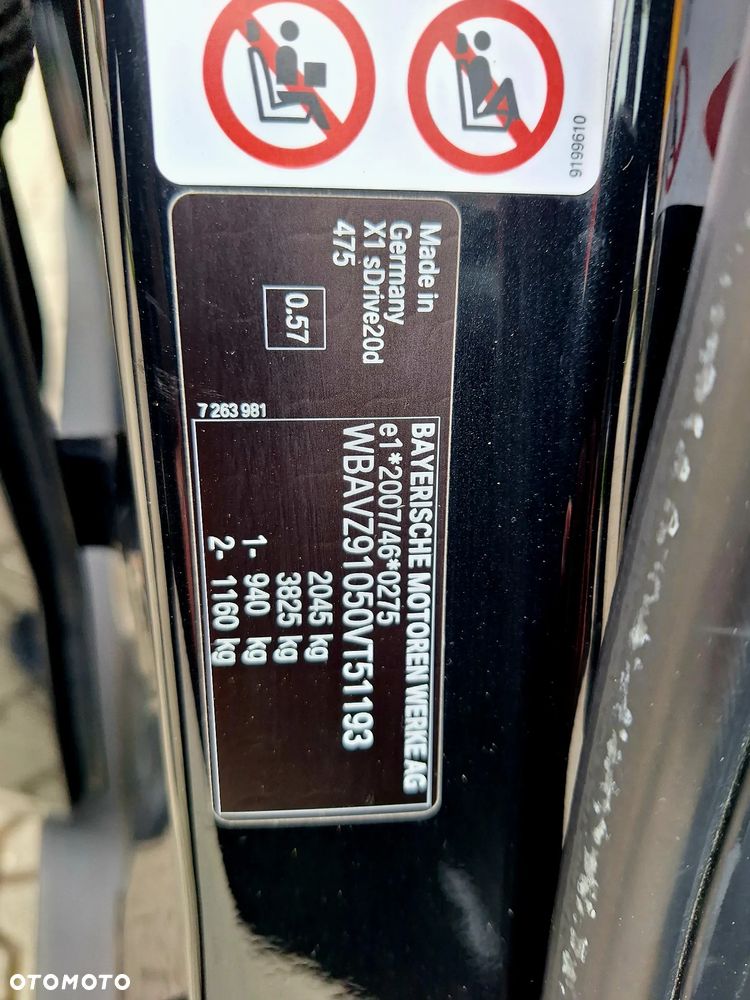 9199610
Made in
Germany
X1 sDrive20d
475
0.57
7 263 981
BAYERISCHE MOTOREN WERKE AG
e1*2007/46*0275
WBAVZ91050VT51193
2045 kg
3825 kg
1- 940 kg
2- 1160 kg
OTOMOTO